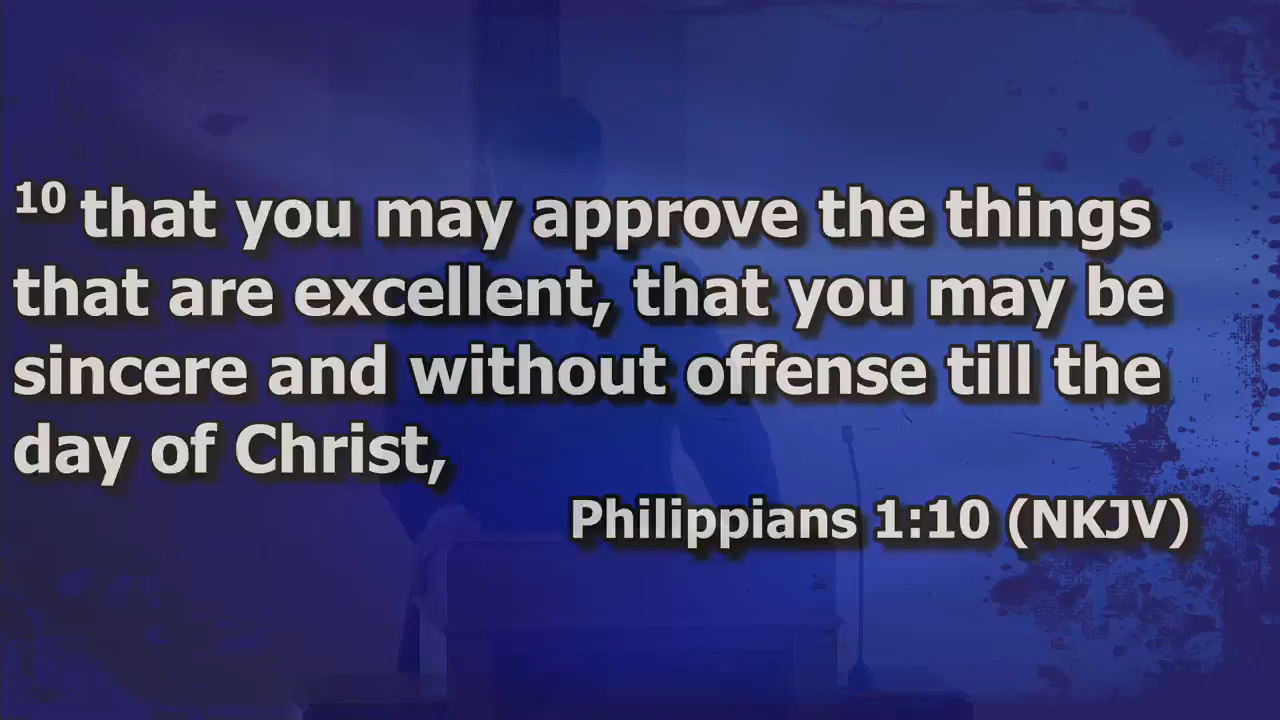 10 that you may approve the things
that are excellent, that you may be
sincere and without offense till the
day of Christ,
Philippians 1:10 (NKJV)